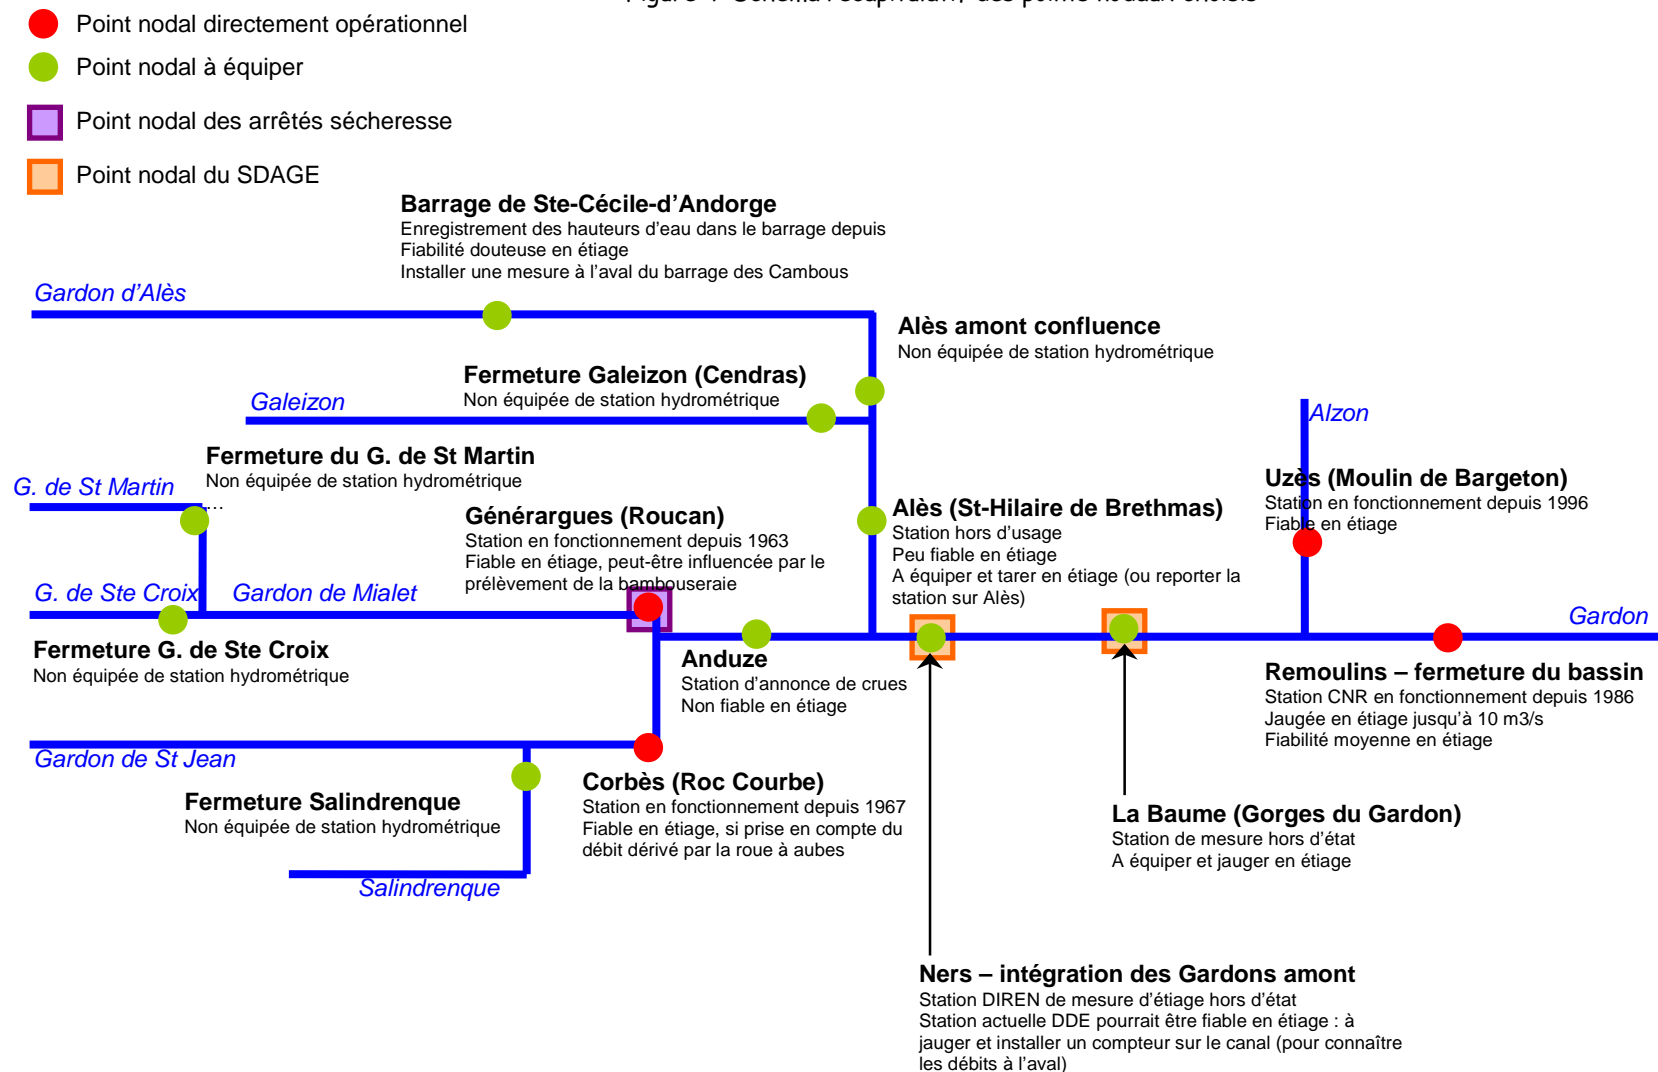 Figure 4 Schéma récapitulatif des points nodaux choisis
Point nodal directement opérationnel
Point nodal à équiper
Point nodal des arrêtés sécheresse
Point nodal du SDAGE
Barrage de Ste-Cécile-d’Andorge
Enregistrement des hauteurs d’eau dans le barrage depuis
Fiabilité douteuse en étiage
Installer une mesure à l’aval du barrage des Cambous
Gardon d’Alès
Alès amont confluence
Non équipée de station hydrométrique
Fermeture Galeizon (Cendras)
Non équipée de station hydrométrique
Galeizon
Alzon
Fermeture du G. de St Martin
Non équipée de station hydrométrique
…
G. de St Martin
Uzès (Moulin de Bargeton)
Station en fonctionnement depuis 1996
Fiable en étiage
Générargues (Roucan)
Station en fonctionnement depuis 1963
Fiable en étiage, peut-être influencée par le
prélèvement de la bambouseraie
Alès (St-Hilaire de Brethmas)
Station hors d’usage
Peu fiable en étiage
A équiper et tarer en étiage (ou reporter la
station sur Alès)
G. de Ste Croix
Gardon de Mialet
Gardon
Fermeture G. de Ste Croix
Non équipée de station hydrométrique
Anduze
Station d’annonce de crues
Non fiable en étiage
Remoulins – fermeture du bassin
Station CNR en fonctionnement depuis 1986
Jaugée en étiage jusqu’à 10 m3/s
Fiabilité moyenne en étiage
Gardon de St Jean
Fermeture Salindrenque
Non équipée de station hydrométrique
Corbès (Roc Courbe)
Station en fonctionnement depuis 1967
Fiable en étiage, si prise en compte du
débit dérivé par la roue à aubes
La Baume (Gorges du Gardon)
Station de mesure hors d’état
A équiper et jauger en étiage
Salindrenque
Ners – intégration des Gardons amont
Station DIREN de mesure d’étiage hors d’état
Station actuelle DDE pourrait être fiable en étiage : à
jauger et installer un compteur sur le canal (pour connaître
les débits à l’aval)